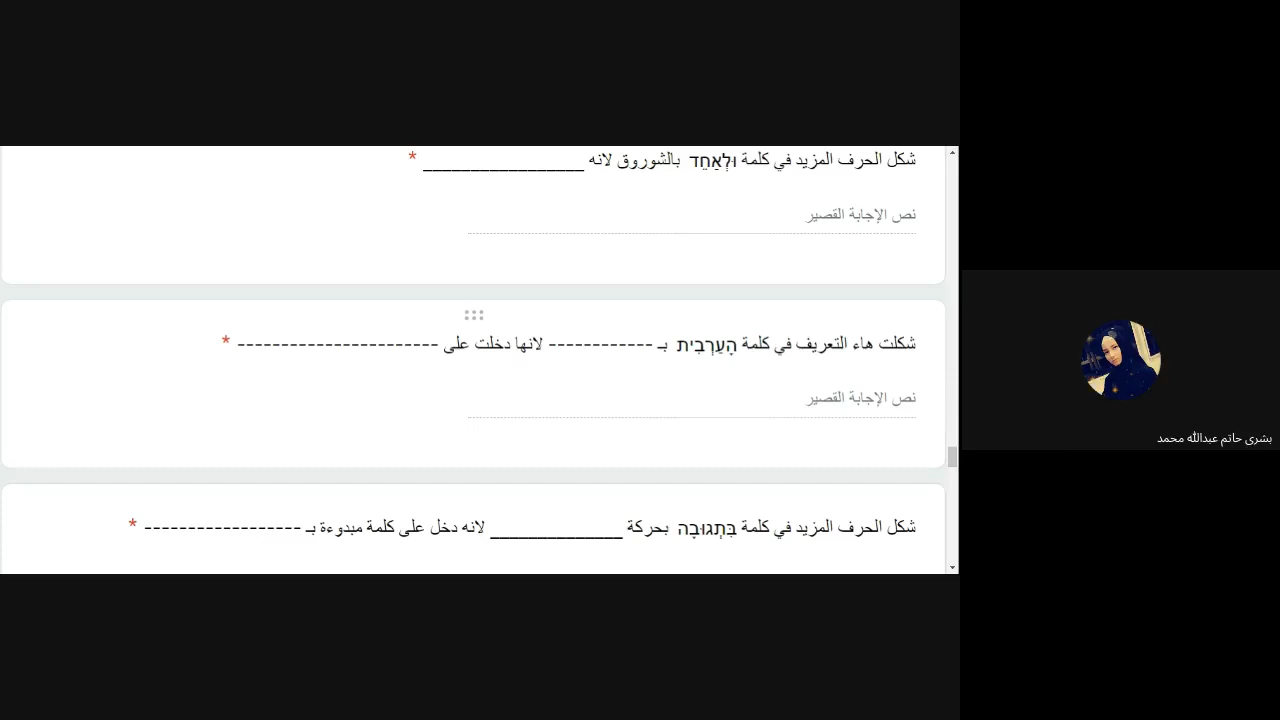 شكل الحرف المزيد في كلمة וּלְאַחֵד بالشوروق لانه _________________ *
نص الإجابة القصير
شكلت هاء التعريف في كلمة הָעַרְבִית بـ ------------ لانها دخلت على ----------------------- *
نص الإجابة القصير
شكل الحرف المزيد في كلمة בִּתְגוּבָה بحركة ______________ لانه دخل على كلمة مبدوءة بـ ------------------ *
بشرى حاتم عبدالله محمد